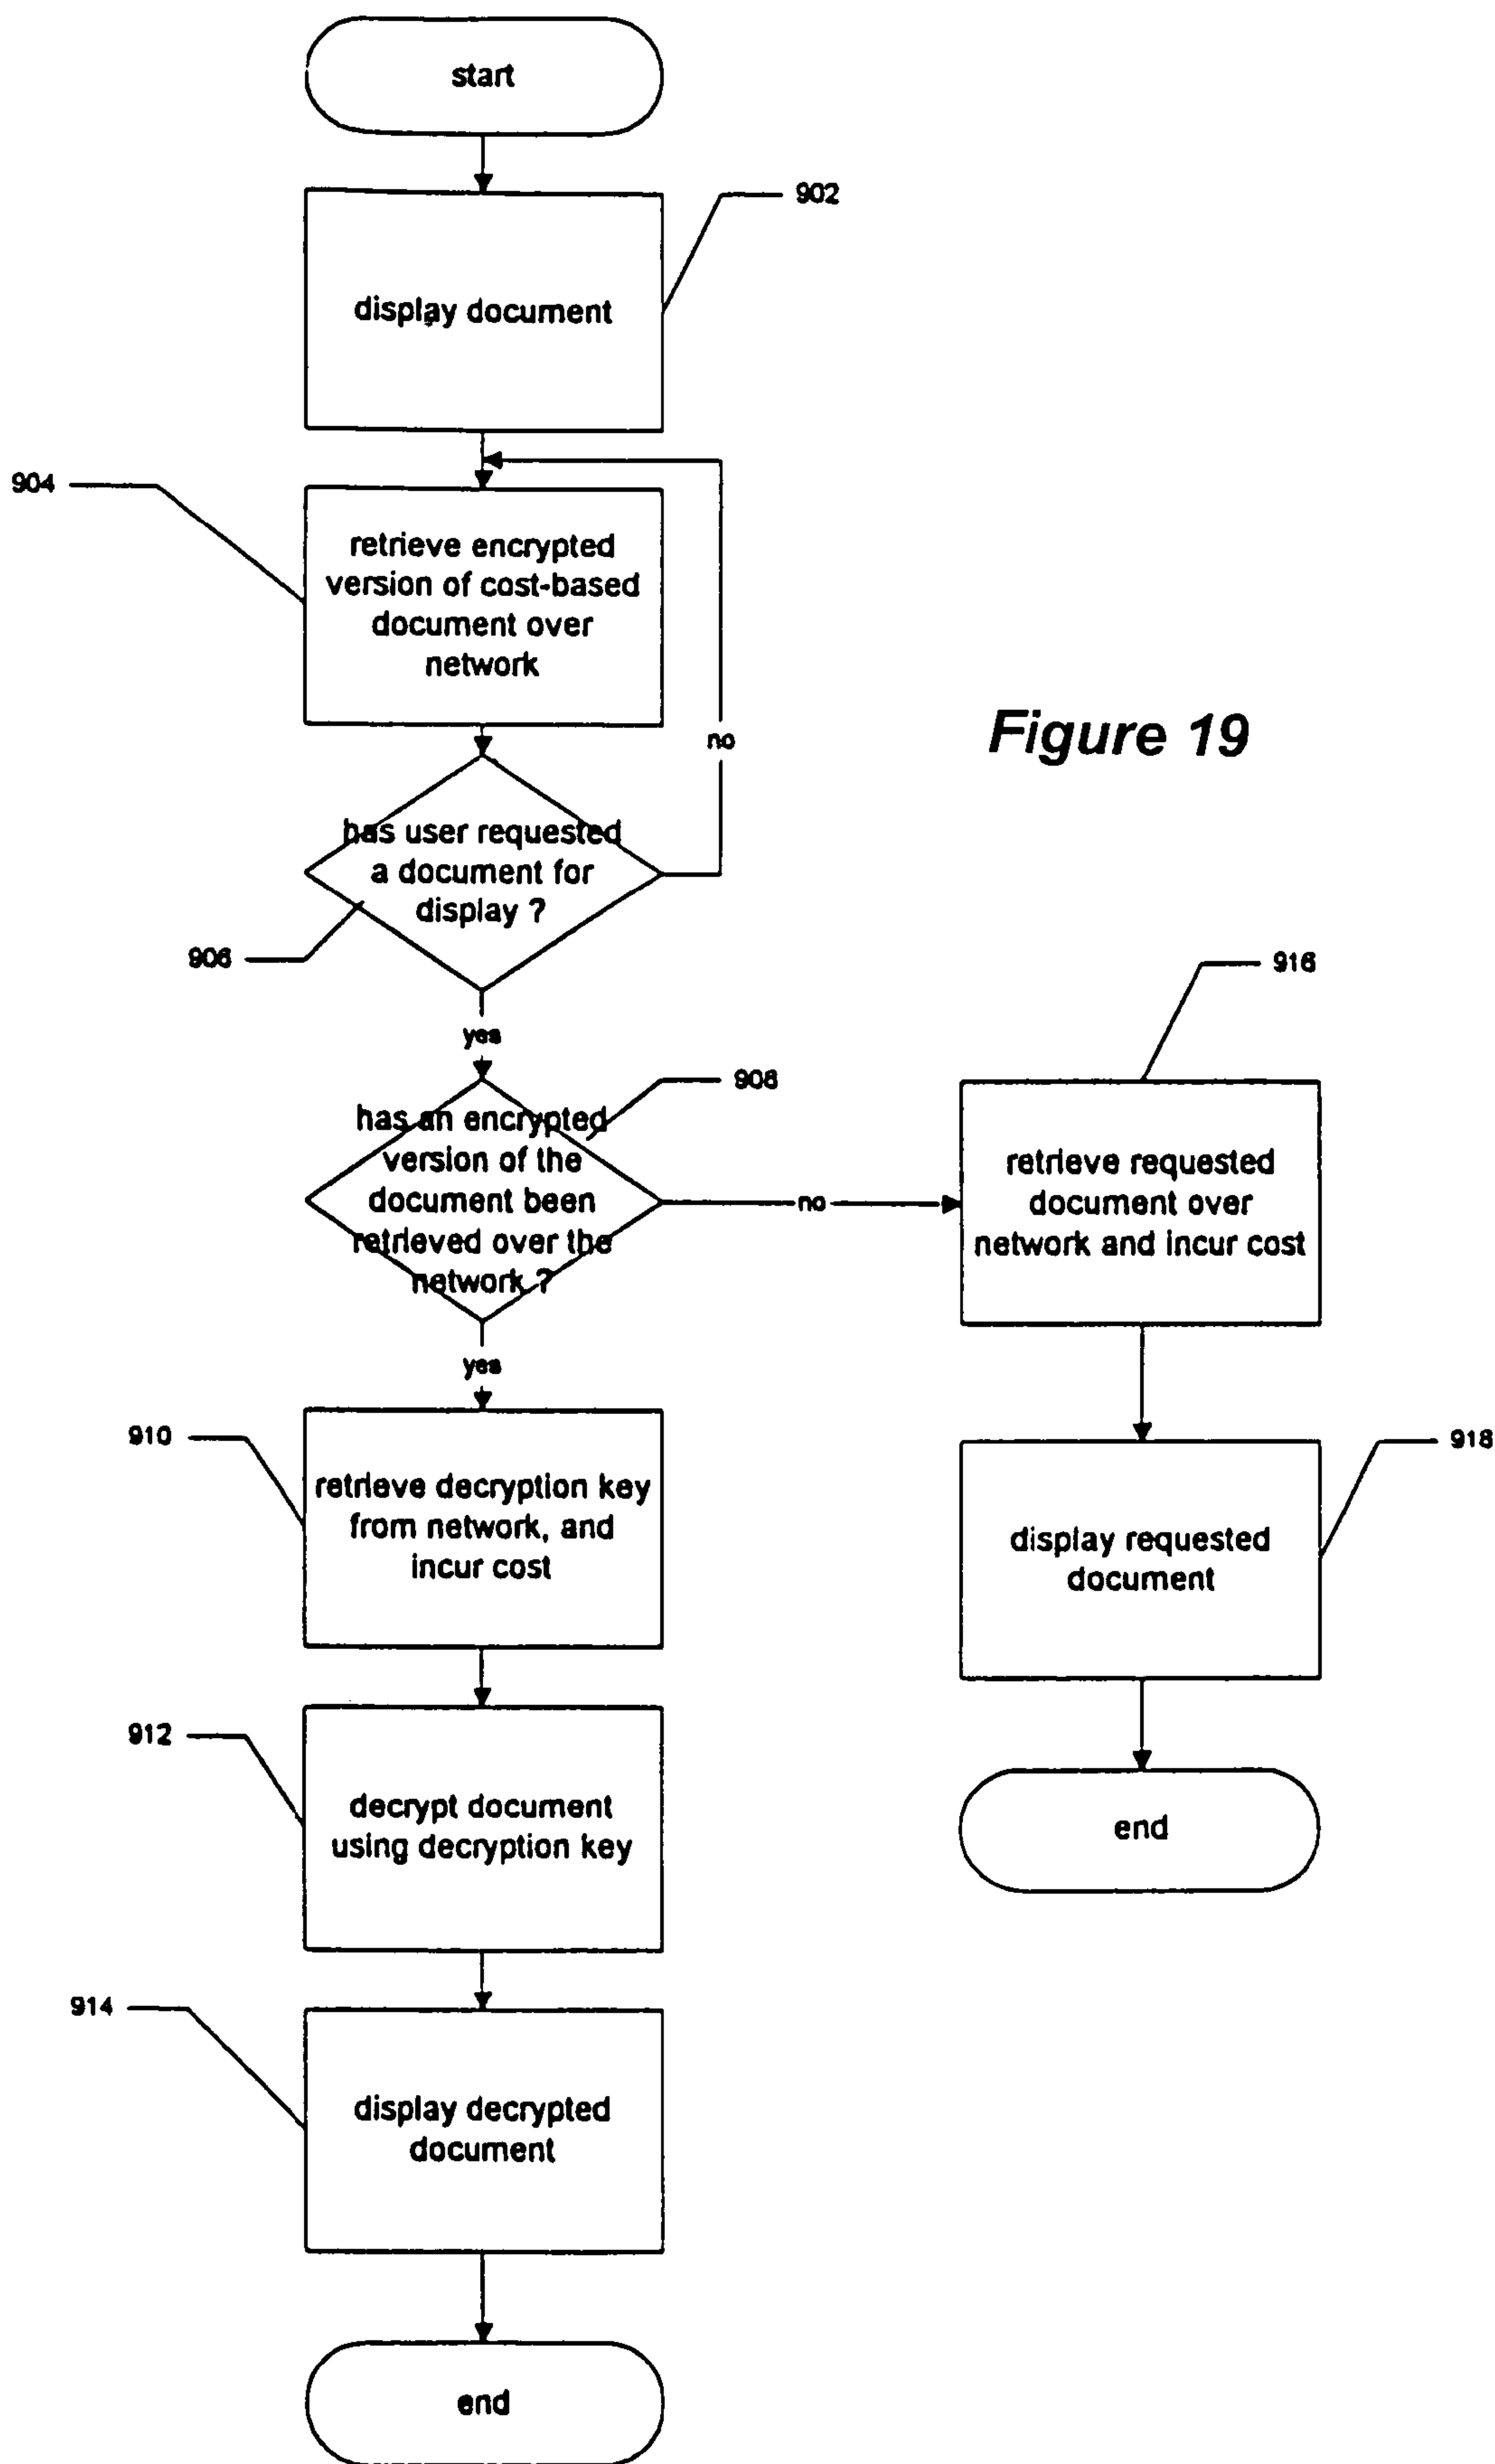 start
display document
902
904
retrieve encrypted
version of cost-based
document over
network
no
Figure 19
has user requested
a document for
display ?
906
yes
908
has an encrypted
version of the
document been
retrieved over the
network ?
no
916
retrieve requested
document over
network and incur cost
yes
910
retrieve decryption key
from network, and
incur cost
918
display requested
document
912
decrypt document
using decryption key
end
914
display decrypted
document
end